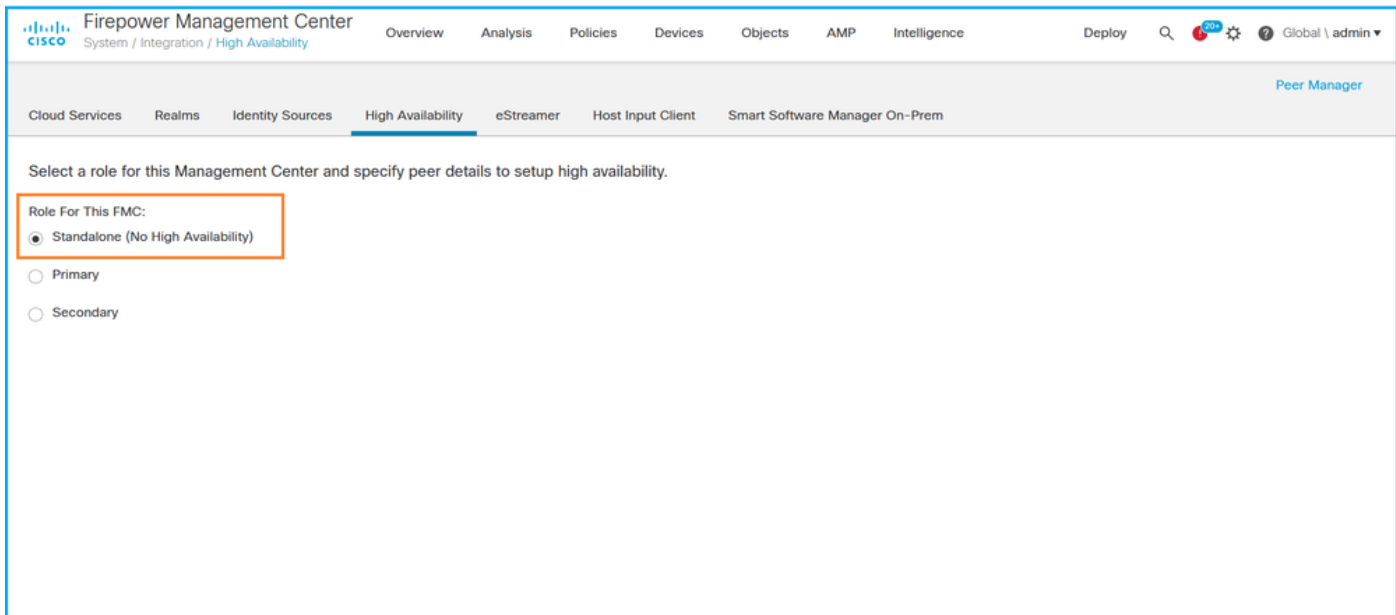 Firepower Management Center
CISCO System / Integration / High Availability Overview Analysis Policies Devices Objects AMP Intelligence Deploy 20+ Global \ admin
Peer Manager
Cloud Services Realms Identity Sources High Availability eStreamer Host Input Client Smart Software Manager On-Prem
Select a role for this Management Center and specify peer details to setup high availability.
Role For This FMC:
Standalone (No High Availability)
Primary
Secondary